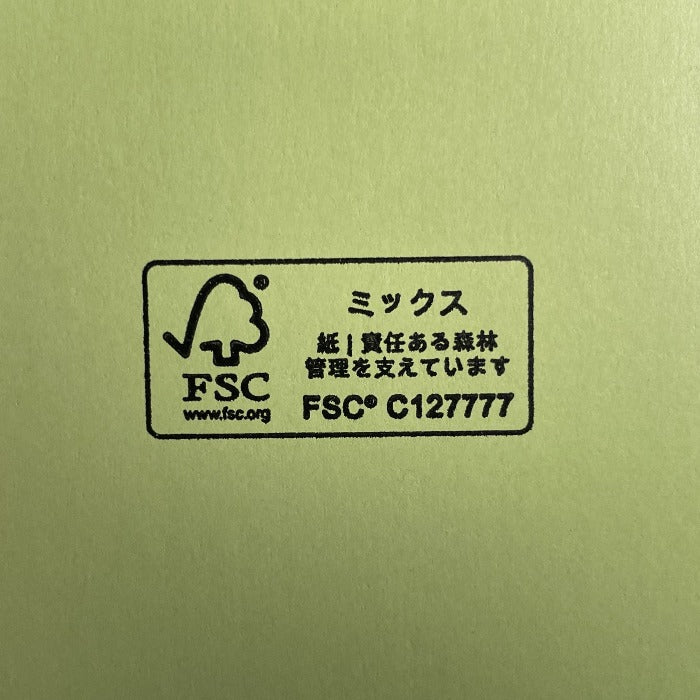 ミックス
紙 | 責任ある森林
管理を支えています
FSC® C127777
®
FSC
www.fsc.org